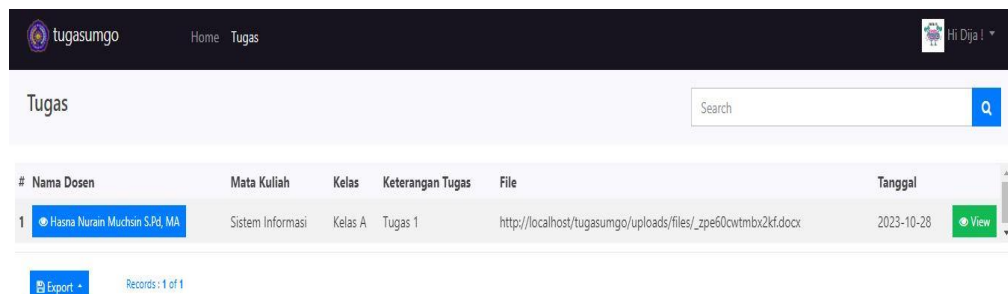 tugasumgo Home Tugas Hi Dija !
Tugas Search
# Nama Dosen Mata Kuliah Kelas Keterangan Tugas File Tanggal
1 Hasna Nurain Muchsin S.Pd, MA Sistem Informasi Kelas A Tugas 1 http://localhost/tugasumgo/uploads/files/_zpe60cwtmbx2kf.docx 2023-10-28 View
Export Records : 1 of 1